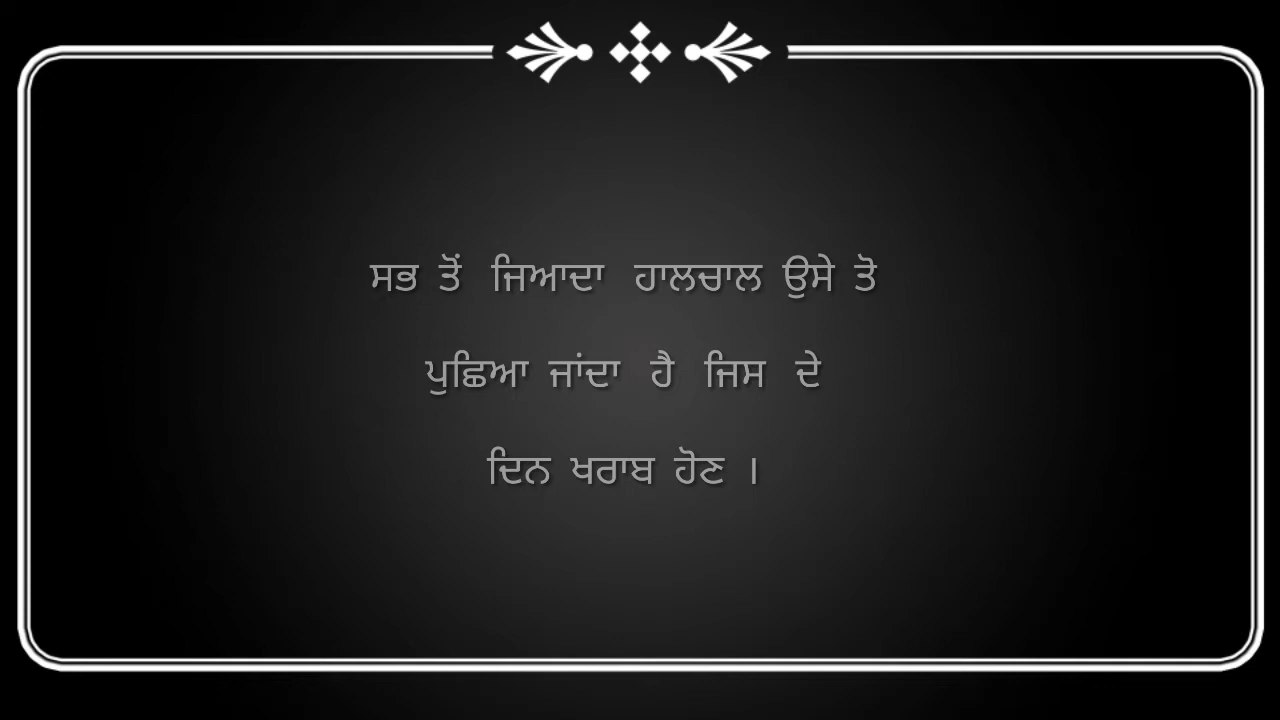 ਸਭ ਤੋਂ ਜਿਆਦਾ ਹਾਲਚਾਲ ਉਸੇ ਤੋ
ਪੁਛਿਆ ਜਾਂਦਾ ਹੈ ਜਿਸ ਦੇ
ਦਿਨ ਖਰਾਬ ਹੋਣ ।